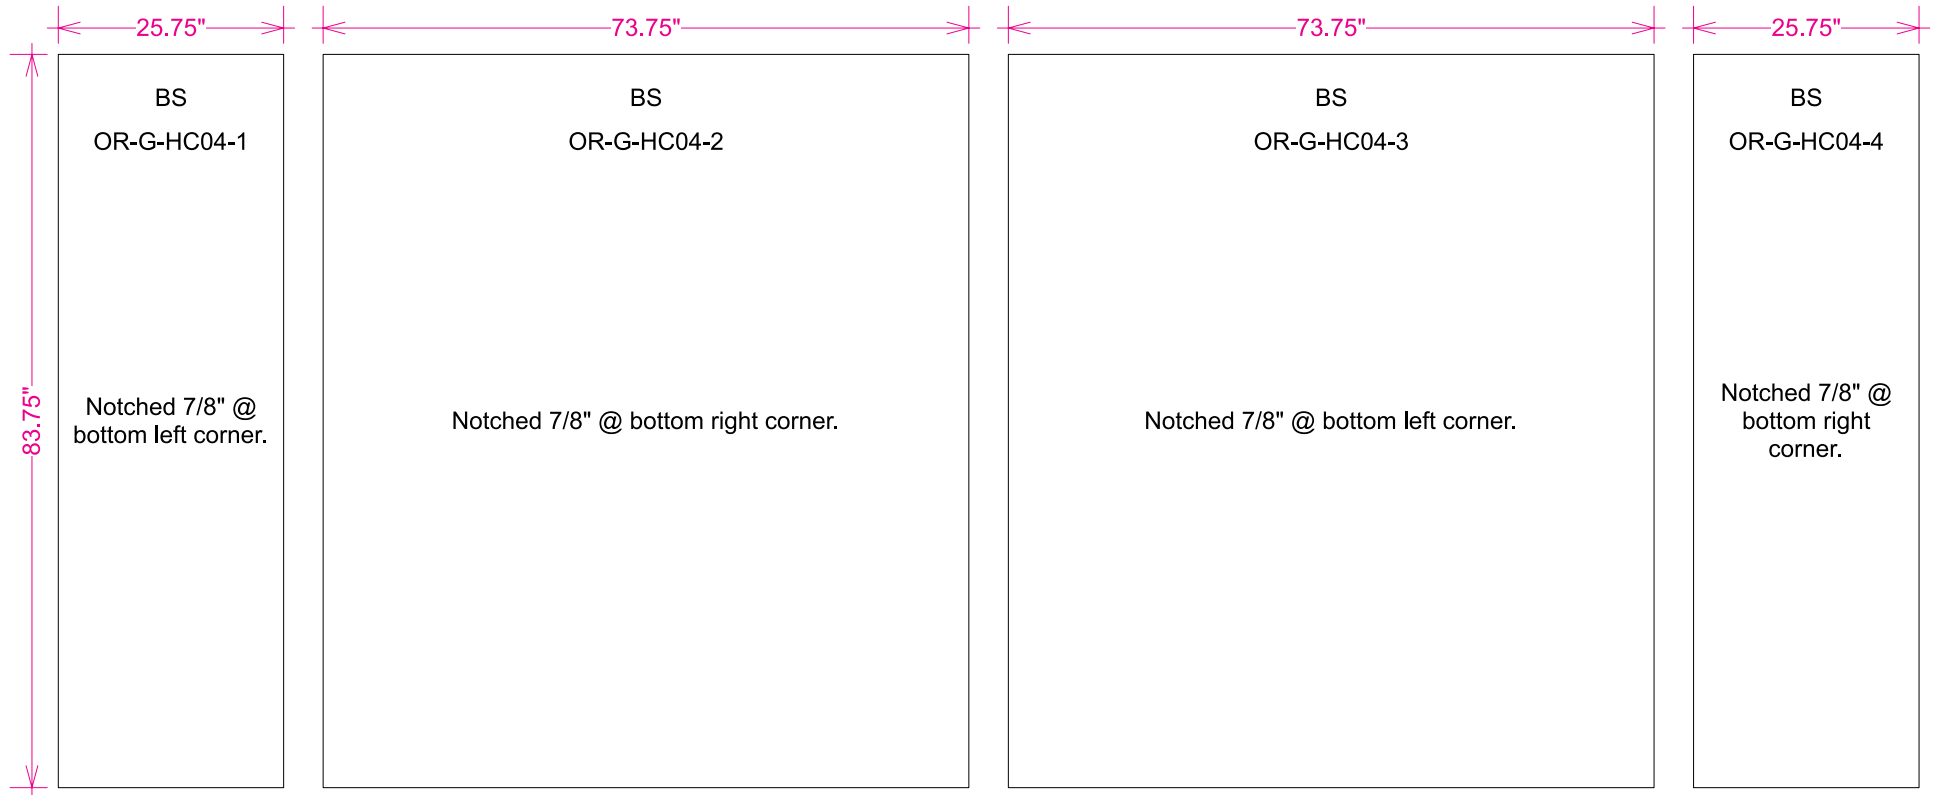 25.75"
73.75"
73.75"
25.75"
83.75"
BS
OR-G-HC04-1
Notched 7/8" @
bottom left corner.
BS
OR-G-HC04-2
Notched 7/8" @ bottom right corner.
BS
OR-G-HC04-3
Notched 7/8" @ bottom left corner.
BS
OR-G-HC04-4
Notched 7/8" @
bottom right
corner.